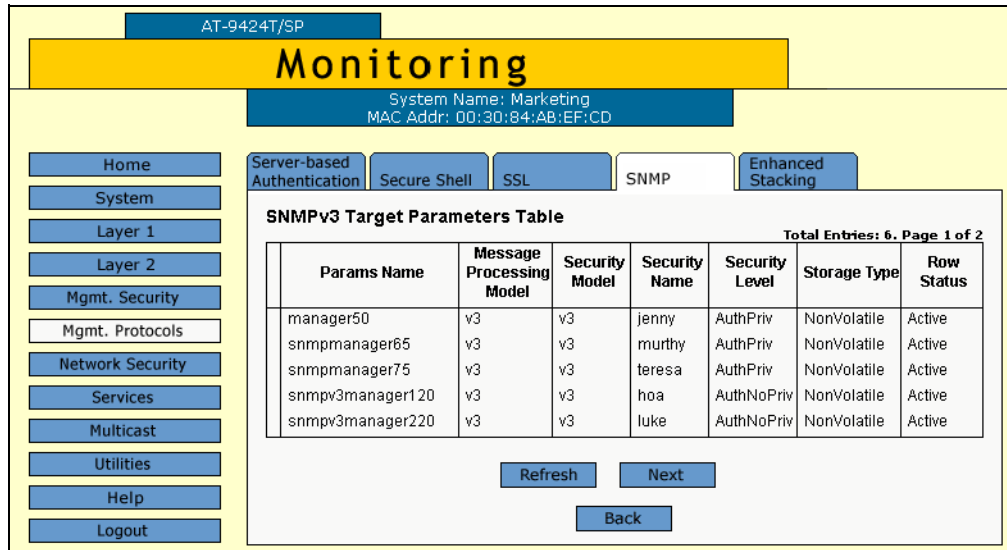 AT-9424T/SP
Monitoring
System Name: Marketing
MAC Addr: 00:30:84:AB:EF:CD
Home
System
Layer 1
Layer 2
Mgmt. Security
Mgmt. Protocols
Network Security
Services
Multicast
Utilities
Help
Logout
Server-based Authentication
Secure Shell
SSL
SNMP
Enhanced Stacking
SNMPv3 Target Parameters Table
Total Entries: 6. Page 1 of 2
Params Name Message Processing Model Security Model Security Name Security Level Storage Type Row Status
manager50 v3 v3 jenny AuthPriv NonVolatile Active
snmpmanager65 v3 v3 murthy AuthPriv NonVolatile Active
snmpmanager75 v3 v3 teresa AuthPriv NonVolatile Active
snmpv3manager120 v3 v3 hoa AuthNoPriv NonVolatile Active
snmpv3manager220 v3 v3 luke AuthNoPriv NonVolatile Active
Refresh Next
Back